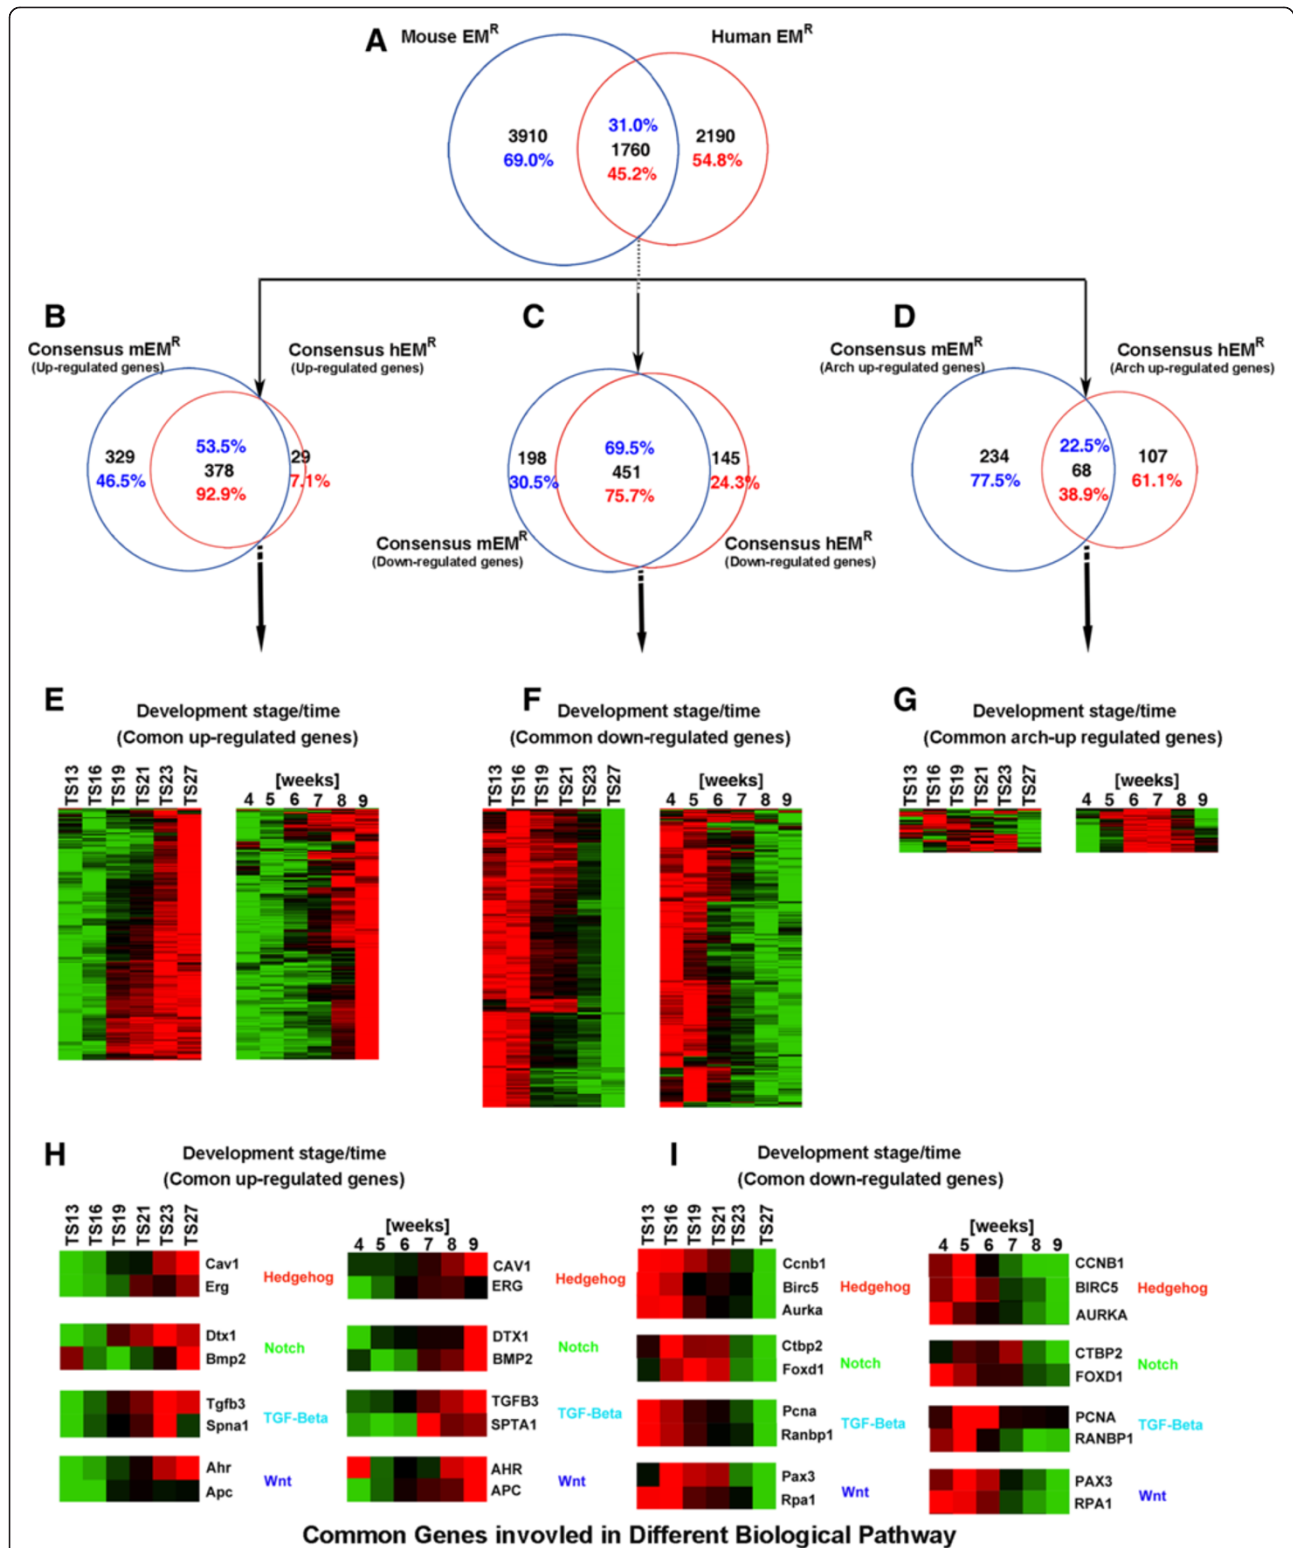 A
Mouse EMR
Human EMR
3910
69.0%
31.0%
1760
45.2%
2190
54.8%
B
Consensus mEMR
(Up-regulated genes)
Consensus hEMR
(Up-regulated genes)
329
46.5%
53.5%
378
92.9%
29
7.1%
C
198
30.5%
69.5%
451
75.7%
145
24.3%
Consensus mEMR
(Down-regulated genes)
Consensus hEMR
(Down-regulated genes)
D
Consensus mEMR
(Arch up-regulated genes)
Consensus hEMR
(Arch up-regulated genes)
234
77.5%
22.5%
68
38.9%
107
61.1%
E
Development stage/time
(Comon up-regulated genes)
TS13 TS16 TS19 TS21 TS23 TS27
[weeks]
4 5 6 7 8 9
F
Development stage/time
(Common down-regulated genes)
TS13 TS16 TS19 TS21 TS23 TS27
[weeks]
4 5 6 7 8 9
G
Development stage/time
(Common arch-up regulated genes)
TS13 TS16 TS19 TS21 TS23 TS27
[weeks]
4 5 6 7 8 9
H
Development stage/time
(Comon up-regulated genes)
TS13 TS16 TS19 TS21 TS23 TS27
Cav1
Erg
Hedgehog
Dtx1
Bmp2
Notch
Tgfb3
Spna1
TGF-Beta
Ahr
Apc
Wnt
[weeks]
4 5 6 7 8 9
CAV1
ERG
Hedgehog
DTX1
BMP2
Notch
TGFB3
SPTA1
TGF-Beta
AHR
APC
Wnt
I
Development stage/time
(Comon down-regulated genes)
TS13 TS16 TS19 TS21 TS23 TS27
Ccnb1
Birc5
Aurka
Hedgehog
Ctbp2
Foxd1
Notch
Pcna
Ranbp1
TGF-Beta
Pax3
Rpa1
Wnt
[weeks]
4 5 6 7 8 9
CCNB1
BIRC5
AURKA
Hedgehog
CTBP2
FOXD1
Notch
PCNA
RANBP1
TGF-Beta
PAX3
RPA1
Wnt
Common Genes invovled in Different Biological Pathway